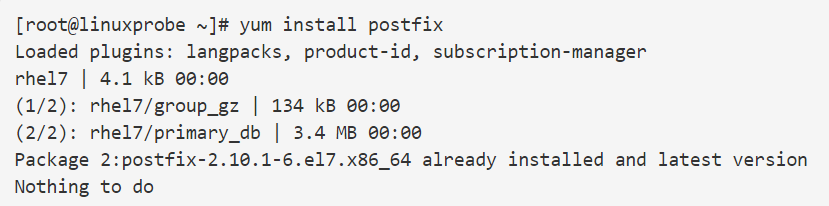 [root@linuxprobe ~]# yum install postfix
Loaded plugins: langpacks, product-id, subscription-manager
rhel7 | 4.1 kB 00:00
(1/2): rhel7/group_gz | 134 kB 00:00
(2/2): rhel7/primary_db | 3.4 MB 00:00
Package 2:postfix-2.10.1-6.el7.x86_64 already installed and latest version
Nothing to do